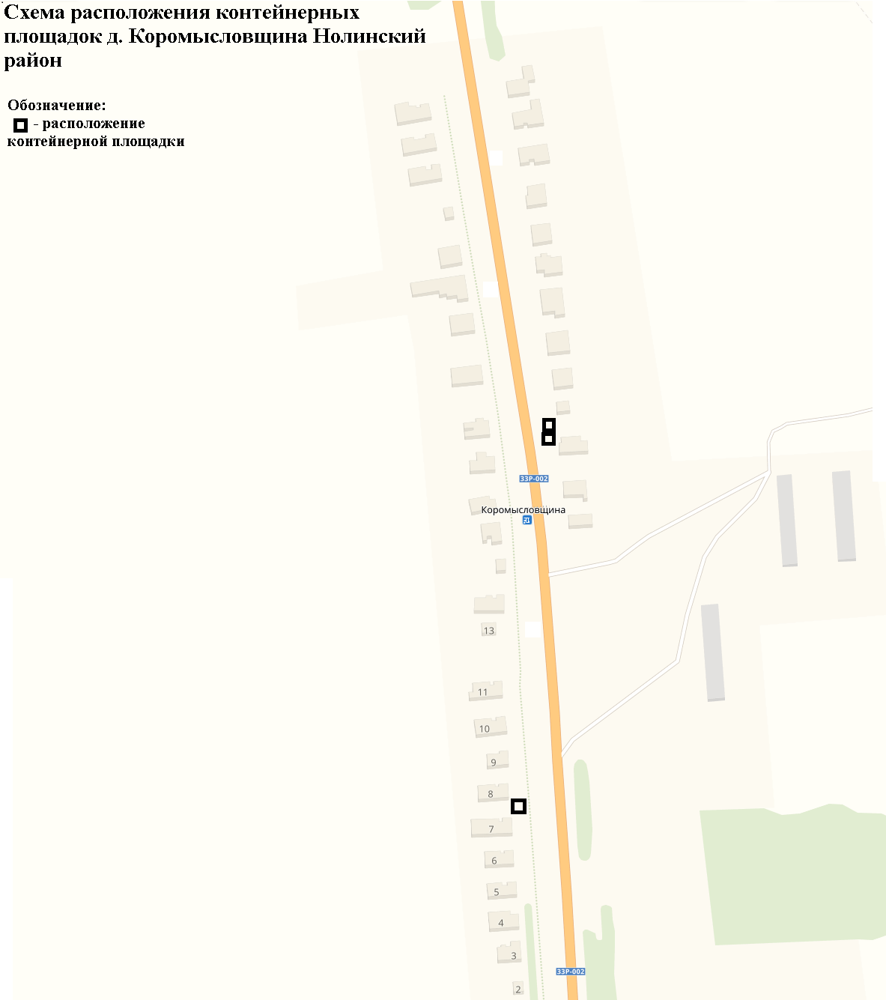 Схема расположения контейнерных
площадок д. Коромысловщина Нолинский
район
Обозначение:
- расположение
контейнерной площадки
33Р-002
Коромысловщина
13
11
10
9
8
7
6
5
4
3
33Р-002
2